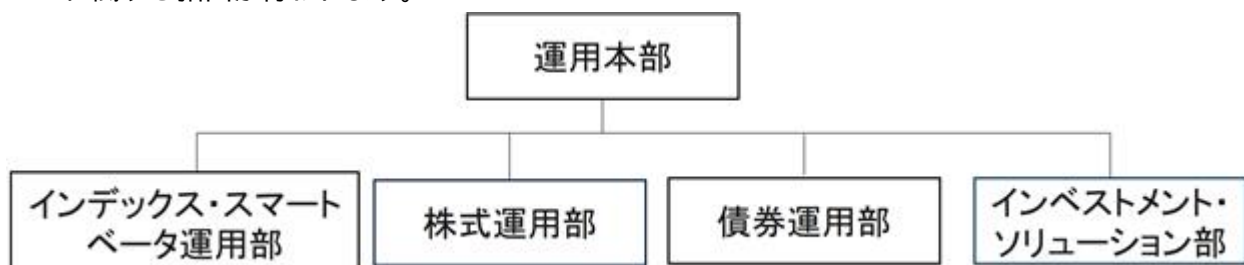 運用本部
インデックス・スマート
ベータ運用部
株式運用部
債券運用部
インベストメント・
ソリューション部